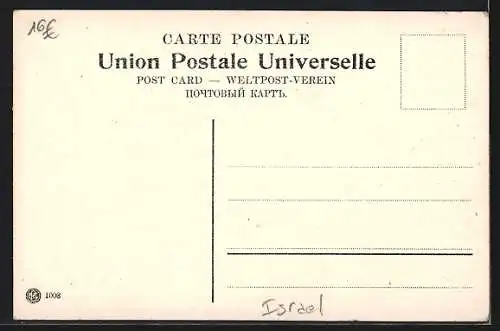 16€
CARTE POSTALE
Union Postale Universelle
POST CARD — WELTPOST-VEREIN
ПОЧТОВЫЙ КАРТЪ.
1008
Israel